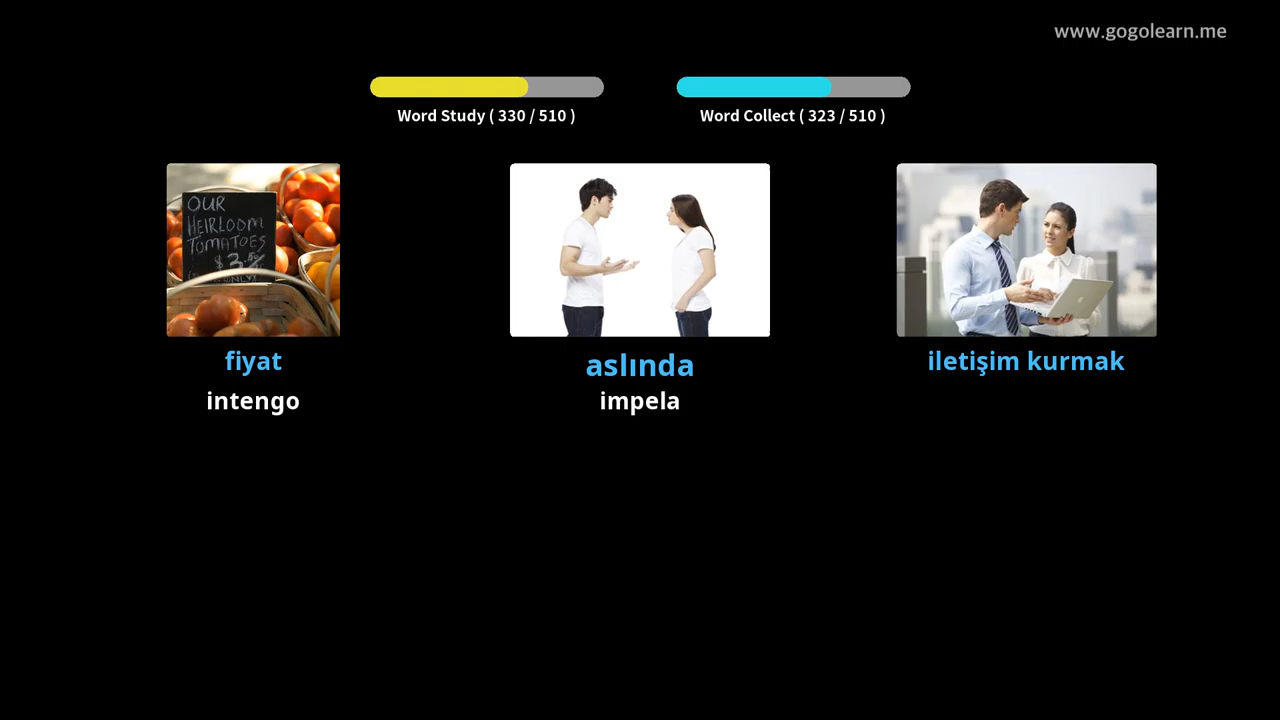 www.gogolearn.me
Word Study ( 330 / 510 )
Word Collect ( 323 / 510 )
OUR
HEIRLOOM
TOMATOES
fiyat
intengo
aslında
impela
iletişim kurmak